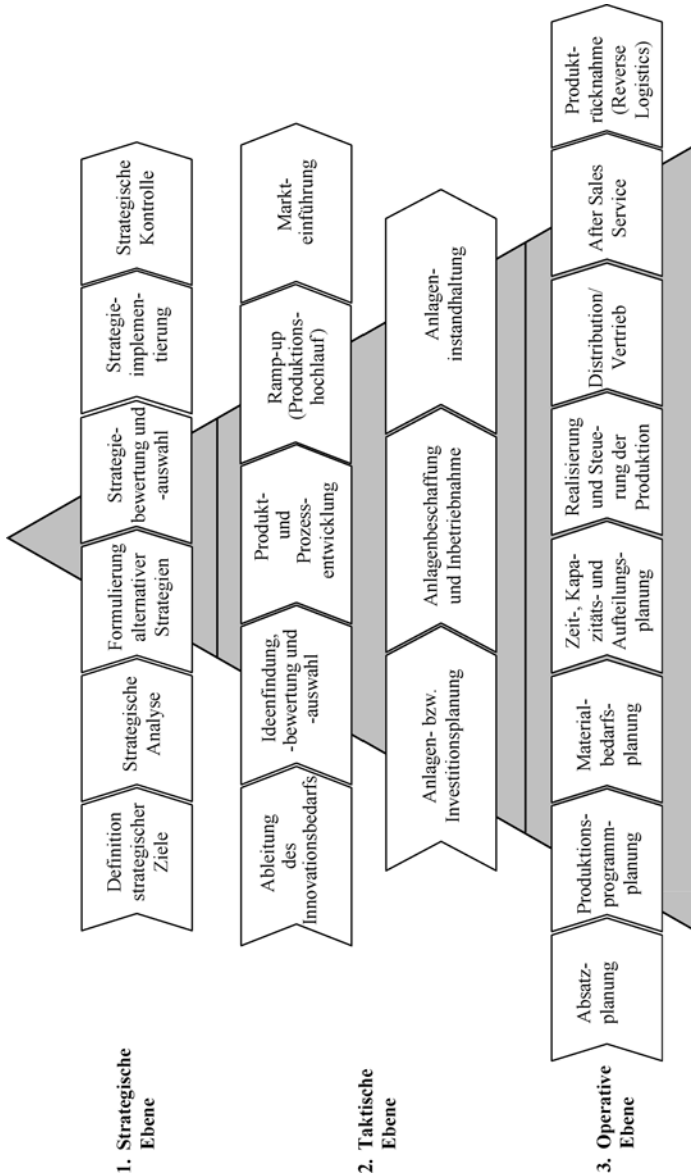 1. Strategische
Ebene
Definition
strategischer
Ziele
Strategische
Analyse
Formulierung
alternativer
Strategien
Strategie-
bewertung und
-auswahl
Strategie-
implemen-
tierung
Strategische
Kontrolle
2. Taktische
Ebene
Ableitung
des
Innovationsbedarfs
Ideenfindung,
-bewertung und
-auswahl
Produkt-
und
Prozess-
entwicklung
Ramp-up
(Produktions-
hochlauf)
Markt-
einführung
Anlagen- bzw.
Investitionsplanung
Anlagenbeschaffung
und Inbetriebnahme
Anlagen-
instandhaltung
3. Operative
Ebene
Absatz-
planung
Produktions-
programm-
planung
Material-
bedarfs-
planung
Zeit-, Kapa-
zitäts- und
Aufteilungs-
planung
Realisierung
und Steue-
rung der
Produktion
Distribution/
Vertrieb
After Sales
Service
Produkt-
rücknahme
(Reverse
Logistics)